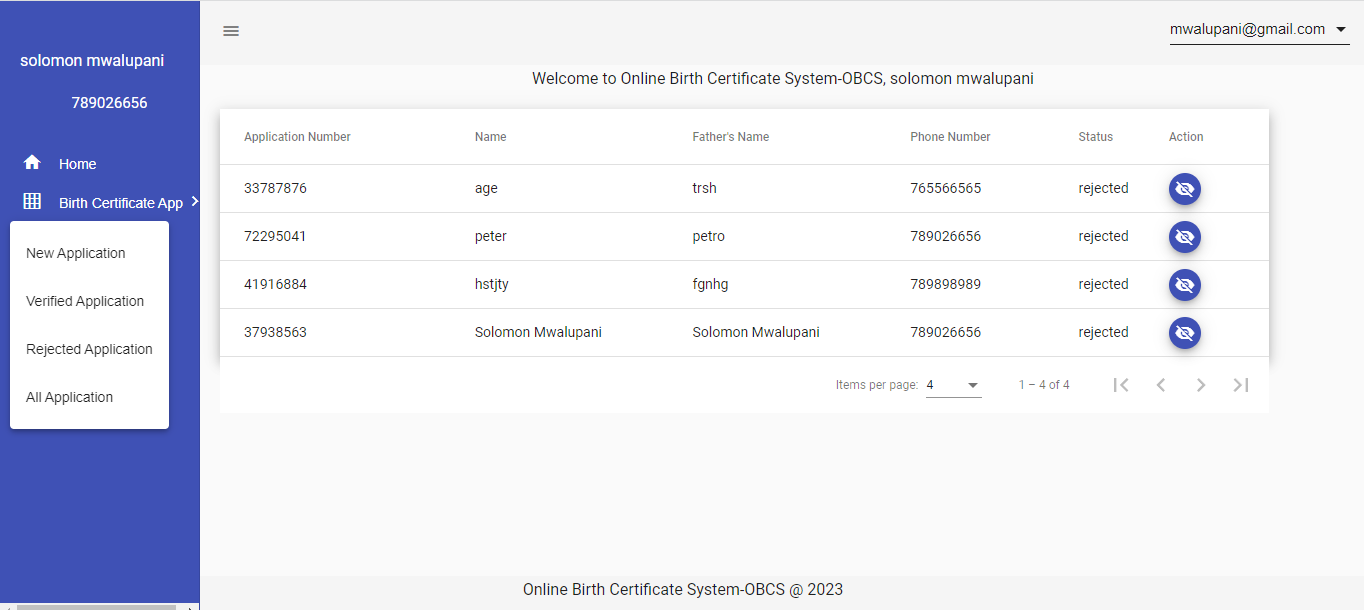 solomon mwalupani
789026656
Home
Birth Certificate App
New Application
Verified Application
Rejected Application
All Application
mwalupani@gmail.com
Welcome to Online Birth Certificate System-OBCS, solomon mwalupani
Application Number Name Father's Name Phone Number Status Action
33787876 age trsh 765566565 rejected
72295041 peter petro 789026656 rejected
41916884 hstjty fgnhg 789898989 rejected
37938563 Solomon Mwalupani Solomon Mwalupani 789026656 rejected
Items per page: 4 1 – 4 of 4
Online Birth Certificate System-OBCS @ 2023